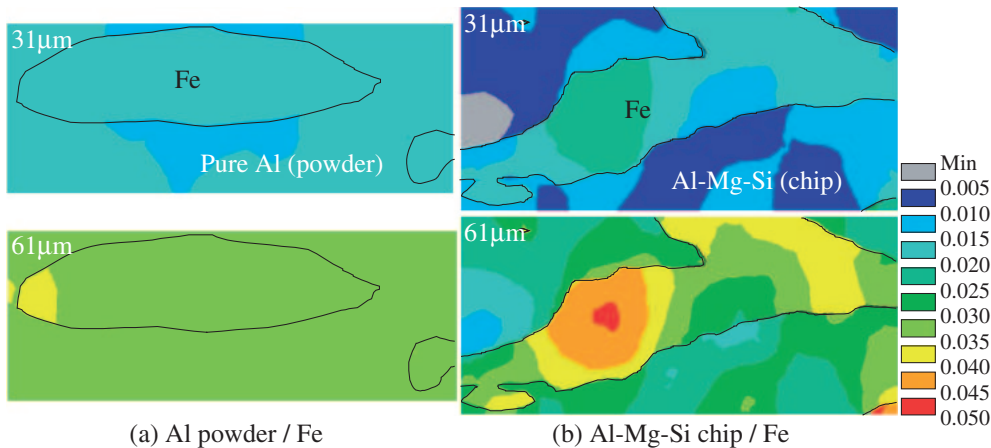 31μm
Fe
Pure Al (powder)
61μm
(a) Al powder / Fe
31μm
Fe
Al-Mg-Si (chip)
61μm
(b) Al-Mg-Si chip / Fe
Min
0.005
0.010
0.015
0.020
0.025
0.030
0.035
0.040
0.045
0.050